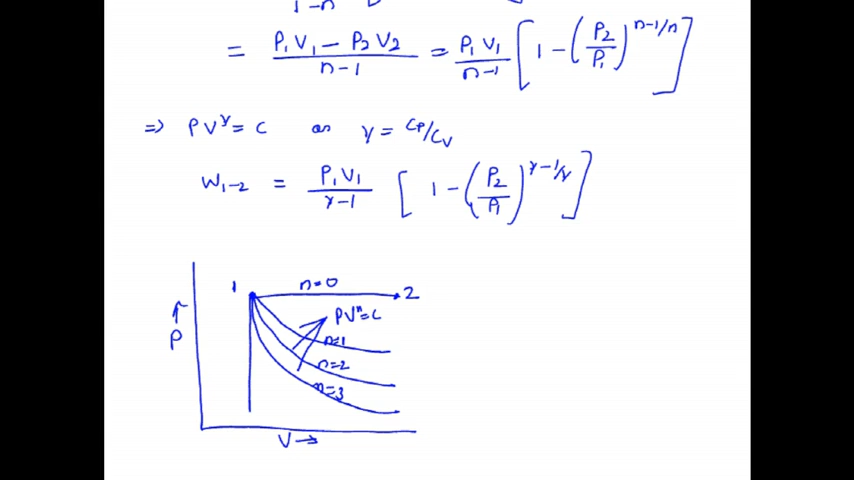 1-n [
= P₁V₁ - P₂V₂ / n-1 = P₁V₁ / n-1 [ 1 - (P₂/P₁)^(n-1/n) ]
⇒ PV^γ = C as γ = Cp/Cv
W₁₋₂ = P₁V₁ / γ-1 [ 1 - (P₂/P₁)^(γ-1/γ) ]
1 n=0 2
PVⁿ=C
↑
P
n=1
n=2
n=3
V →